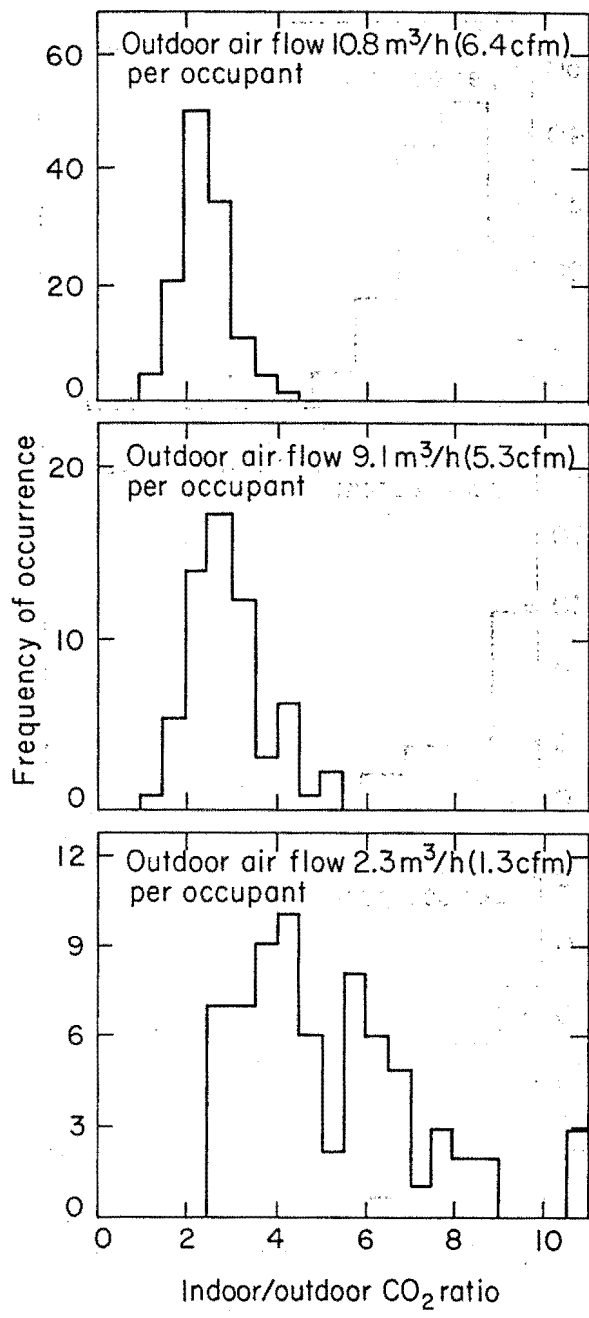 Outdoor air flow 10.8 m³/h (6.4 cfm)
per occupant
60
40
20
0
Outdoor air flow 9.1 m³/h (5.3 cfm)
per occupant
20
10
0
Frequency of occurrence
Outdoor air flow 2.3 m³/h (1.3 cfm)
per occupant
12
9
6
3
0
0 2 4 6 8 10
Indoor/outdoor CO₂ ratio